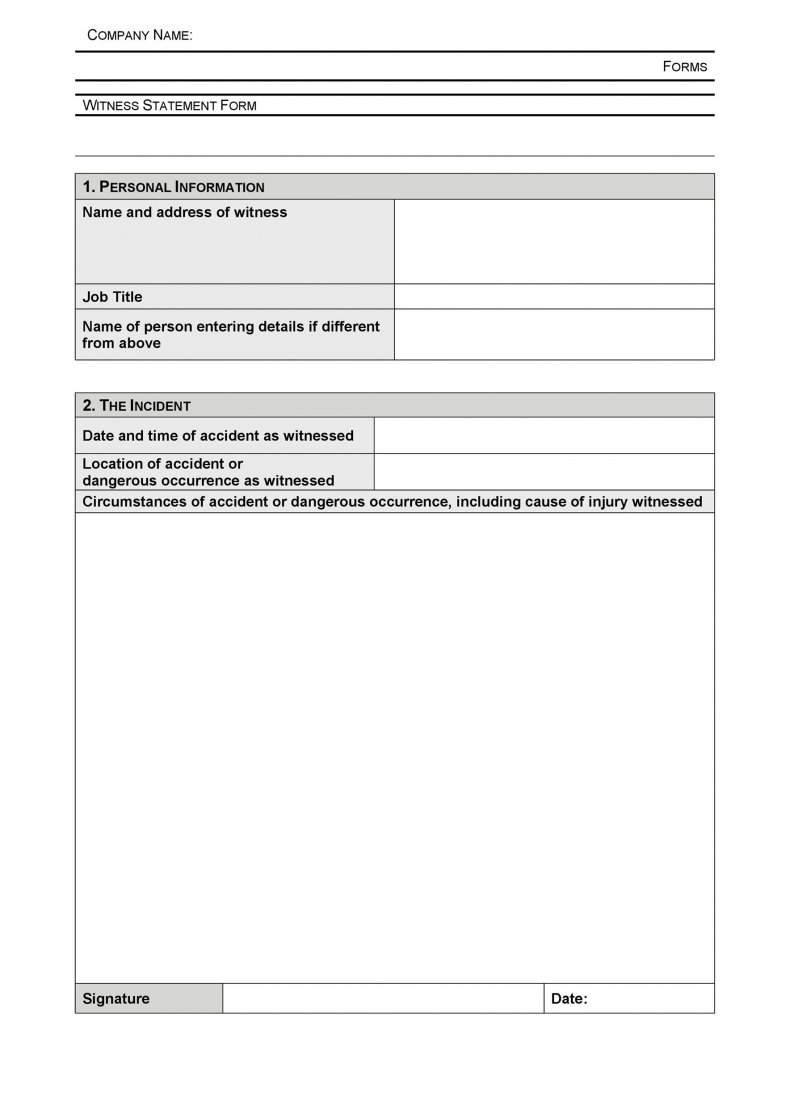 COMPANY NAME:
FORMS
WITNESS STATEMENT FORM
1. PERSONAL INFORMATION
Name and address of witness
Job Title
Name of person entering details if different
from above
2. THE INCIDENT
Date and time of accident as witnessed
Location of accident or
dangerous occurrence as witnessed
Circumstances of accident or dangerous occurrence, including cause of injury witnessed
Signature
Date: